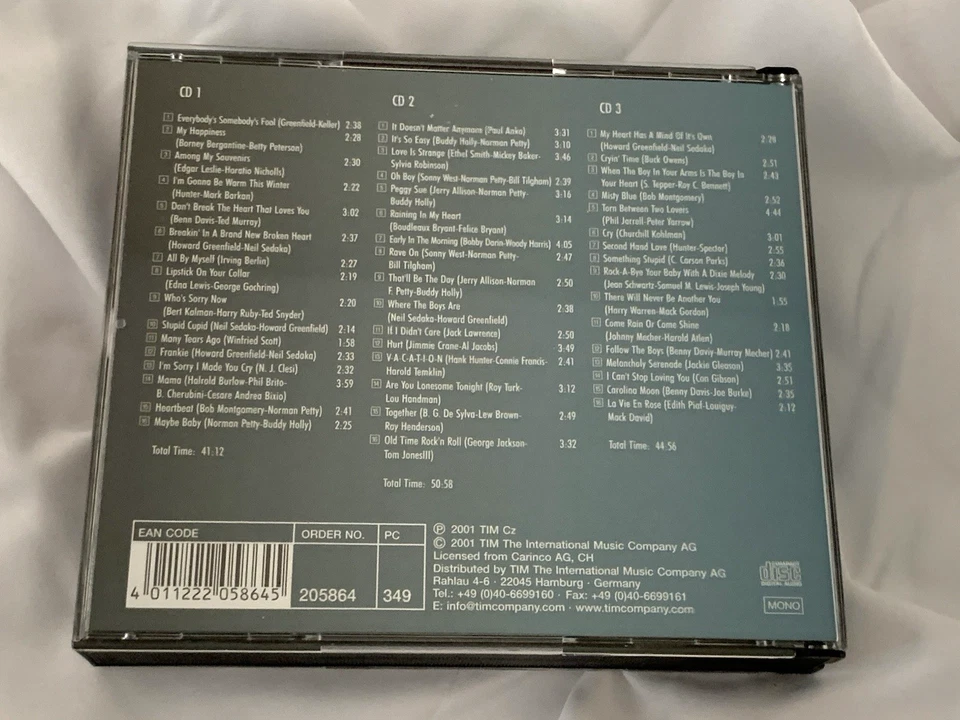 CD 1
1 Everybody's Somebody's Fool (Greenfield-Keller) 2:38
2 My Happiness 2:28
(Barney Bergantine-Betty Peterson)
3 Among My Souvenirs 2:30
(Edgar Leslie-Horatio Nicholls)
4 I'm Gonna Be Warm This Winter 2:22
(Hunter-Mark Barkan)
5 Don't Break The Heart That Loves You 3:02
(Benn Davis-Ted Murray)
6 Breakin' In A Brand New Broken Heart 2:37
(Howard Greenfield-Neil Sedaka)
7 All By Myself (Irving Berlin) 2:27
8 Lipstick On Your Collar 2:19
(Edna Lewis-George Gochring)
9 Who's Sorry Now 2:20
(Bert Kalman-Harry Ruby-Ted Snyder)
10 Stupid Cupid (Neil Sedaka-Howard Greenfield) 2:14
11 Many Tears Ago (Winfried Scott) 1:58
12 Frankie (Howard Greenfield-Neil Sedaka) 2:33
13 I'm Sorry I Made You Cry (N. J. Clesi) 2:32
14 Mama (Halrold Burlow-Phil Brito- 3:59
B. Cherubini-Cesare Andrea Bixio)
15 Heartbeat (Bob Montgomery-Norman Petty) 2:41
16 Maybe Baby (Norman Petty-Buddy Holly) 2:25
Total Time: 41:12
CD 2
1 It Doesn't Matter Anymore (Paul Anka) 3:31
2 It's So Easy (Buddy Holly-Norman Petty) 3:10
3 Love Is Strange (Ethel Smith-Mickey Baker- 3:46
Sylvia Robinson)
4 Oh Boy (Sonny West-Norman Petty-Bill Tilgham) 2:39
5 Peggy Sue (Jerry Allison-Norman Petty- 3:16
Buddy Holly)
6 Raining In My Heart 3:14
(Boudleaux Bryant-Felice Bryant)
7 Early In The Morning (Bobby Darin-Woody Harris) 4:05
8 Rave On (Sonny West-Norman Petty- 2:47
Bill Tilgham)
9 That'll Be The Day (Jerry Allison-Norman 2:50
F. Petty-Buddy Holly)
10 Where The Boys Are 2:38
(Neil Sedaka-Howard Greenfield)
11 If I Didn't Care (Jack Lawrence) 2:50
12 Hurt (Jimmie Crane-Al Jacobs) 3:49
13 V-A-C-A-T-I-O-N (Hank Hunter-Connie Francis- 2:41
Harold Temklin)
14 Are You Lonesome Tonight (Roy Turk- 3:12
Lou Handman)
15 Together (B. G. De Sylva-Lew Brown- 2:49
Ray Henderson)
16 Old Time Rock'n Roll (George Jackson- 3:32
Tom JonesIII)
Total Time: 50:58
CD 3
1 My Heart Has A Mind Of It's Own 2:29
(Howard Greenfield-Neil Sedaka)
2 Cryin' Time (Buck Owens) 2:51
3 When The Boy In Your Arms Is The Boy In 2:43
Your Heart (S. Tepper-Roy C. Bennett)
4 Misty Blue (Bob Montgomery) 2:52
5 Torn Between Two Lovers 4:44
(Phil Jarrell-Peter Yarrow)
6 Cry (Churchill Kohlman) 3:01
7 Second Hand Love (Hunter-Spector) 2:55
8 Something Stupid (C. Carson Parks) 2:36
9 Rock-A-Bye Your Baby With A Dixie Melody 2:30
(Jean Schwartz-Samuel M. Lewis-Joseph Young)
10 There Will Never Be Another You 1:55
(Harry Warren-Mack Gordon)
11 Come Rain Or Come Shine 2:18
(Johnny Mecher-Harold Atlen)
12 Follow The Boys (Benny Daviy-Murray Mecher) 2:41
13 Melancholy Serenade (Jackie Gleason) 3:35
14 I Can't Stop Loving You (Con Gibson) 2:51
15 Carolina Moon (Benny Davis-Joe Burke) 2:35
16 La Vie En Rose (Edith Piaf-Louiguy- 2:12
Mack David)
Total Time: 44:56
EAN CODE
4 011222 058645
ORDER NO.
205864
PC
349
℗ 2001 TIM Cz
© 2001 TIM The International Music Company AG
Licensed from Carinco AG, CH
Distributed by TIM The International Music Company AG
Rahlau 4-6 · 22045 Hamburg · Germany
Tel.: +49 (0)40-6699160 · Fax: +49 (0)40-6699161
E: info@timcompany.com · www.timcompany.com
COMPACT
disc
DIGITAL AUDIO
MONO